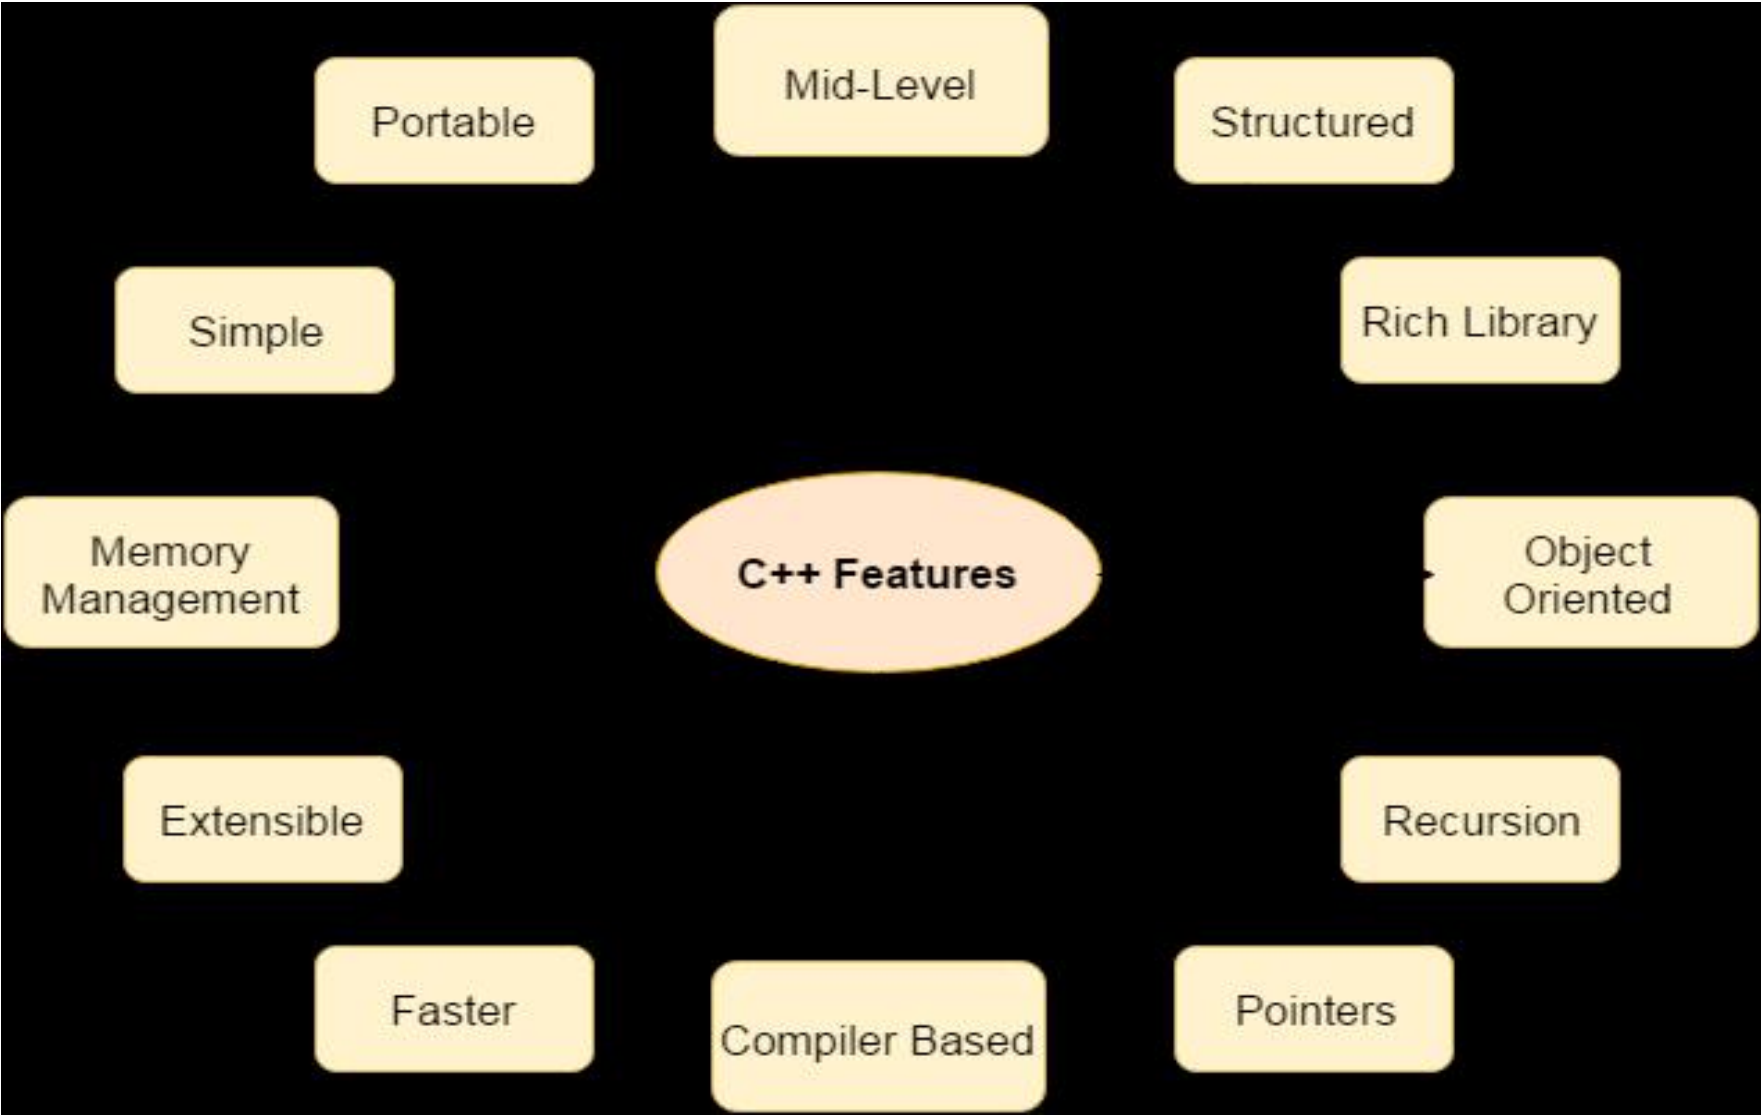 Mid-Level
Portable
Structured
Simple
Rich Library
Memory
Management
C++ Features
Object
Oriented
Extensible
Recursion
Faster
Compiler Based
Pointers